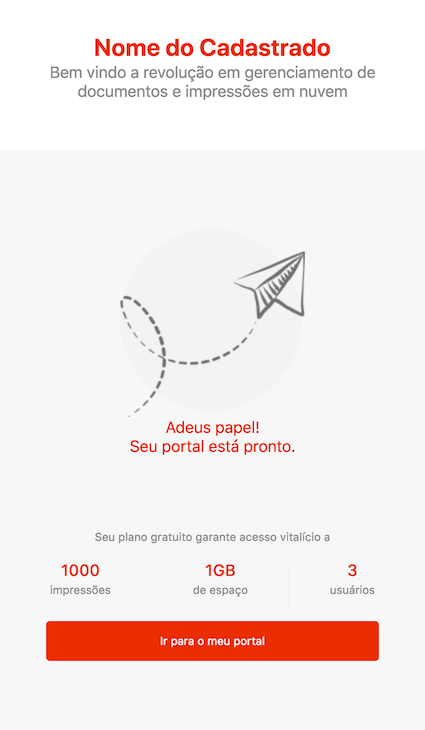 Nome do Cadastrado
Bem vindo a revolução em gerenciamento de
documentos e impressões em nuvem
Adeus papel!
Seu portal está pronto.
Seu plano gratuito garante acesso vitalício a
1000
impressões
1GB
de espaço
3
usuários
Ir para o meu portal